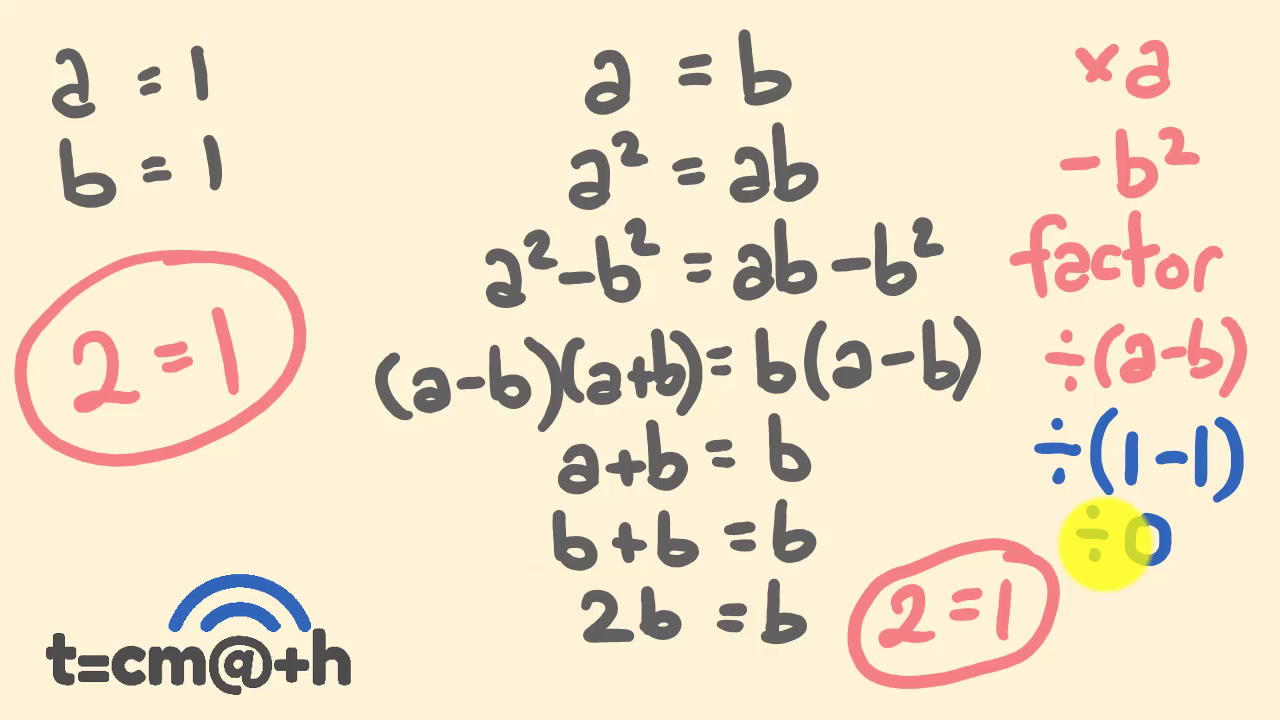 a = 1
b = 1
2 = 1
a = b
a² = ab
a² - b² = ab - b²
(a-b)(a+b) = b(a-b)
a+b = b
b+b = b
2b = b
2 = 1
×a
-b²
factor
÷(a-b)
÷(1-1)
÷0
t=cm@+h